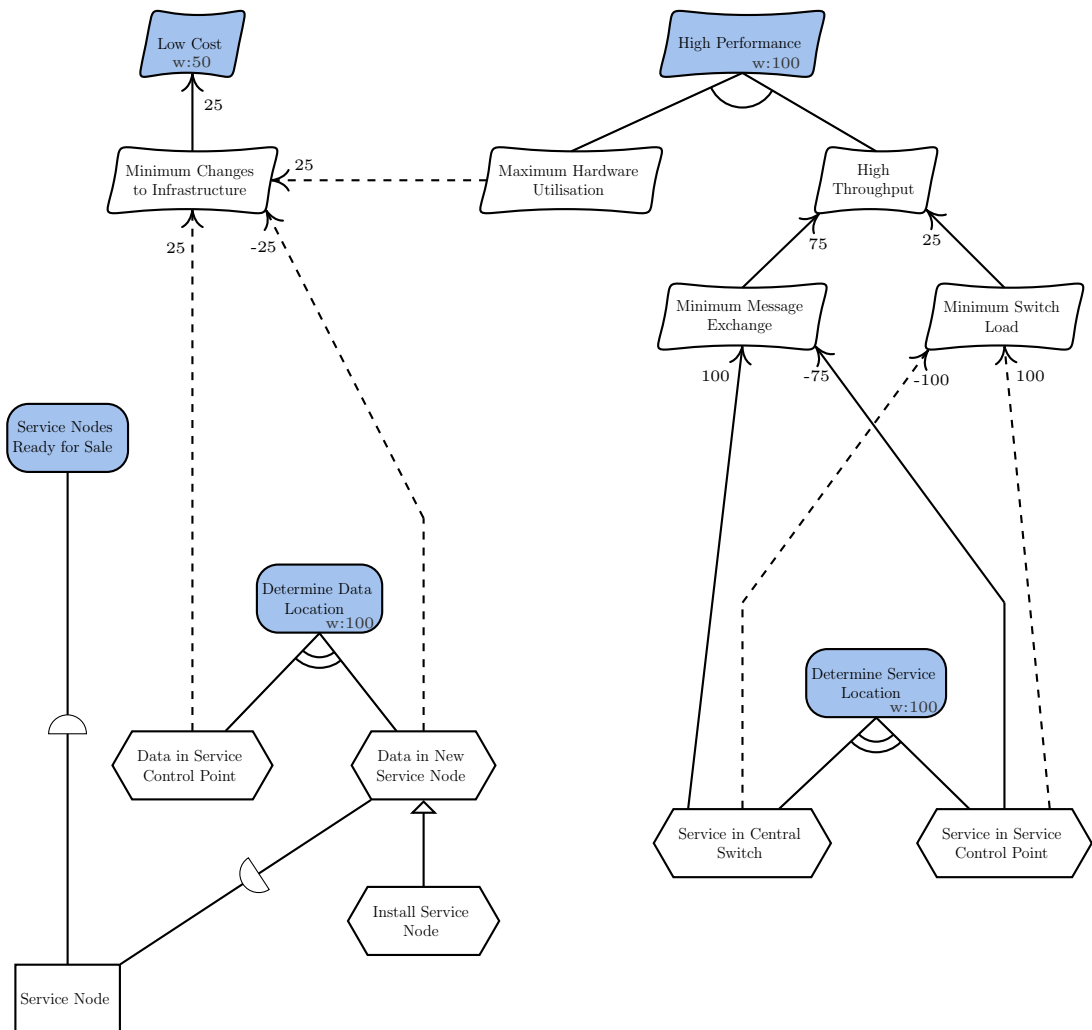 Low Cost
w:50
High Performance
w:100
25
Minimum Changes
to Infrastructure
25
Maximum Hardware
Utilisation
High
Throughput
25
-25
75
25
Minimum Message
Exchange
Minimum Switch
Load
100
-75
-100
100
Service Nodes
Ready for Sale
Determine Data
Location
w:100
Determine Service
Location
w:100
Data in Service
Control Point
Data in New
Service Node
Service in Central
Switch
Service in Service
Control Point
Install Service
Node
Service Node